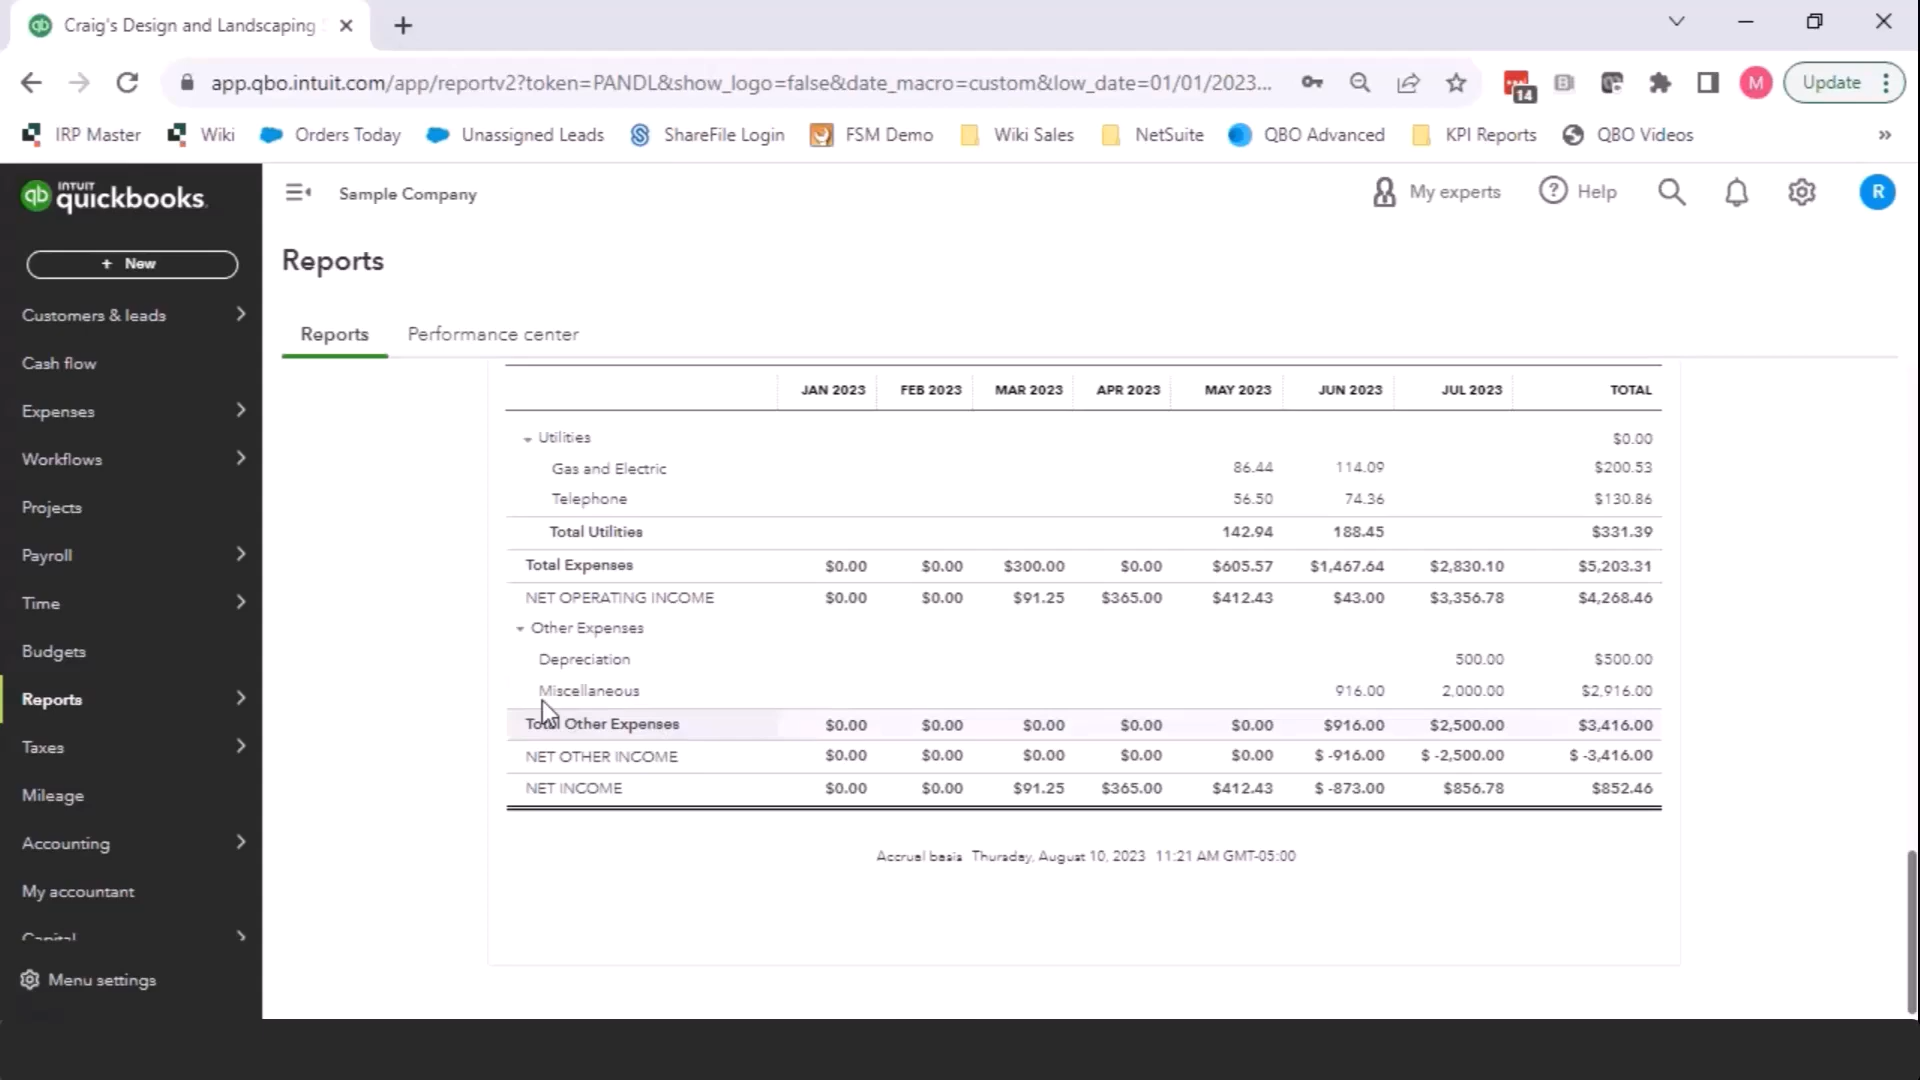 Craig's Design and Landscaping
app.qbo.intuit.com/app/reportv2?token=PANDL&show_logo=false&date_macro=custom&low_date=01/01/2023...
14
M
Update
IRP Master
Wiki
Orders Today
Unassigned Leads
ShareFile Login
FSM Demo
Wiki Sales
NetSuite
QBO Advanced
KPI Reports
QBO Videos
»
qb INTUIT quickbooks.
Sample Company
My experts
Help
R
+ New
Customers & leads
Cash flow
Expenses
Workflows
Projects
Payroll
Time
Budgets
Reports
Taxes
Mileage
Accounting
My accountant
Capital
Menu settings
Reports
Reports Performance center
JAN 2023 FEB 2023 MAR 2023 APR 2023 MAY 2023 JUN 2023 JUL 2023 TOTAL
Utilities $0.00
Gas and Electric 86.44 114.09 $200.53
Telephone 56.50 74.36 $130.86
Total Utilities 142.94 188.45 $331.39
Total Expenses $0.00 $0.00 $300.00 $0.00 $605.57 $1,467.64 $2,830.10 $5,203.31
NET OPERATING INCOME $0.00 $0.00 $91.25 $365.00 $412.43 $43.00 $3,356.78 $4,268.46
Other Expenses
Depreciation 500.00 $500.00
Miscellaneous 916.00 2,000.00 $2,916.00
Total Other Expenses $0.00 $0.00 $0.00 $0.00 $0.00 $916.00 $2,500.00 $3,416.00
NET OTHER INCOME $0.00 $0.00 $0.00 $0.00 $0.00 $ -916.00 $ -2,500.00 $ -3,416.00
NET INCOME $0.00 $0.00 $91.25 $365.00 $412.43 $ -873.00 $856.78 $852.46
Accrual basis Thursday, August 10, 2023 11:21 AM GMT-05:00